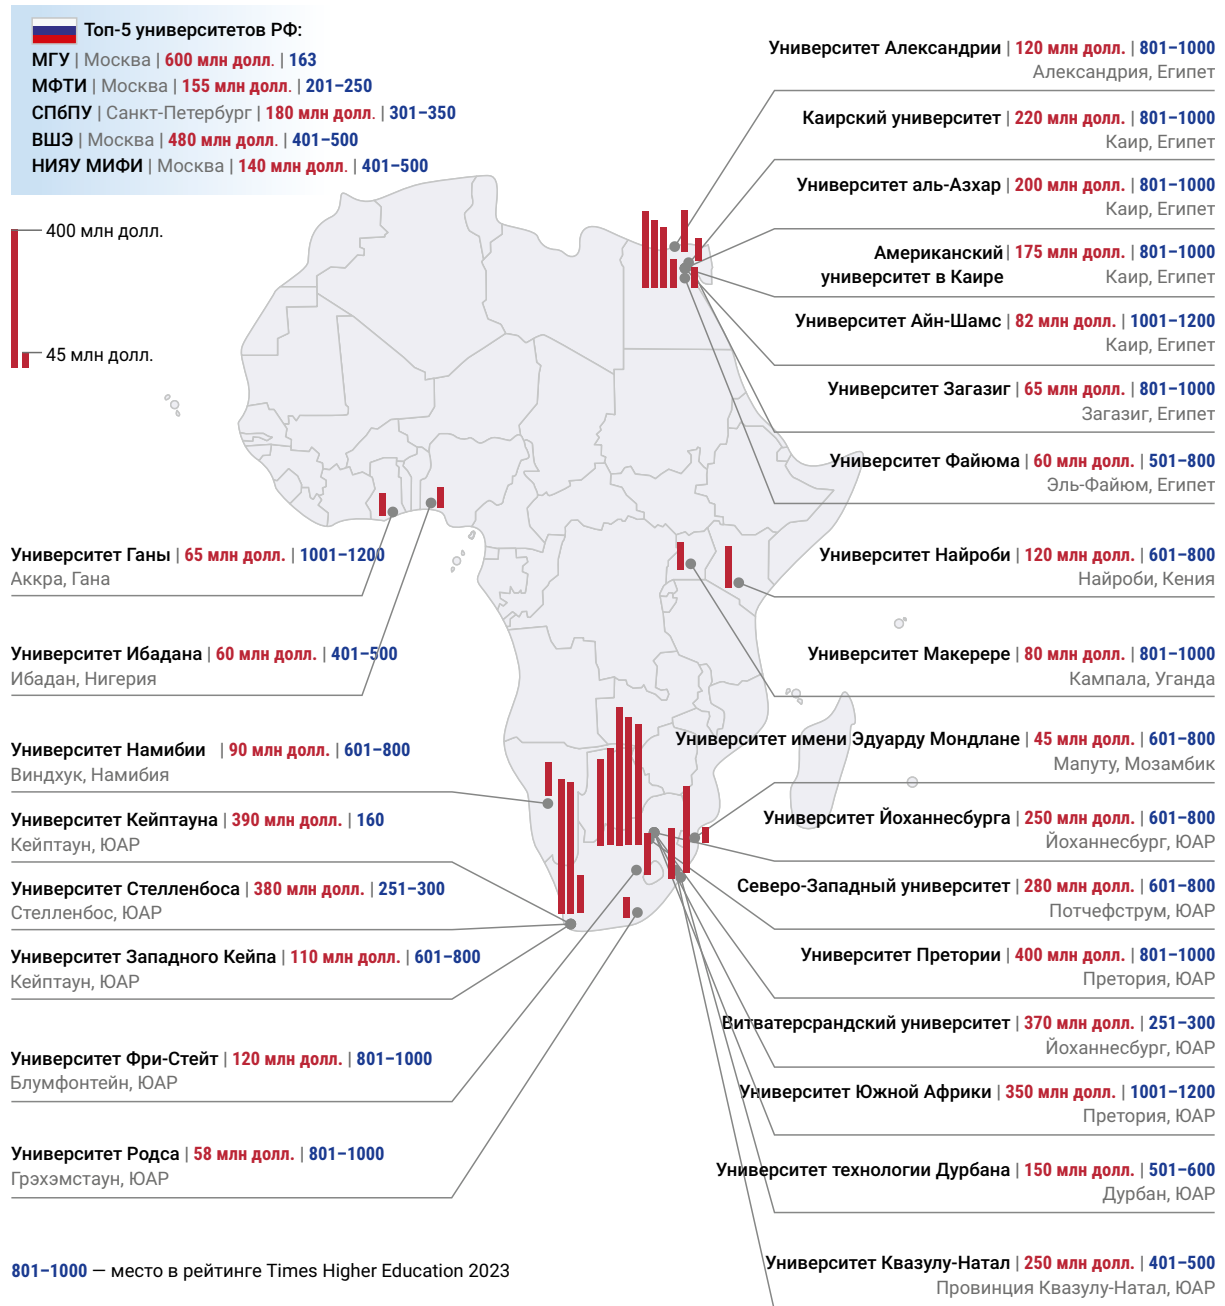 Топ-5 университетов РФ:
МГУ | Москва | 600 млн долл. | 163
МФТИ | Москва | 155 млн долл. | 201–250
СПбПУ | Санкт-Петербург | 180 млн долл. | 301–350
ВШЭ | Москва | 480 млн долл. | 401–500
НИЯУ МИФИ | Москва | 140 млн долл. | 401–500
400 млн долл.
45 млн долл.
Университет Александрии | 120 млн долл. | 801–1000
Александрия, Египет
Каирский университет | 220 млн долл. | 801–1000
Каир, Египет
Университет аль-Азхар | 200 млн долл. | 801–1000
Каир, Египет
Американский | 175 млн долл. | 801–1000
университет в Каире Каир, Египет
Университет Айн-Шамс | 82 млн долл. | 1001–1200
Каир, Египет
Университет Загазиг | 65 млн долл. | 801–1000
Загазиг, Египет
Университет Файюма | 60 млн долл. | 501–800
Эль-Файюм, Египет
Университет Найроби | 120 млн долл. | 601–800
Найроби, Кения
Университет Макерере | 80 млн долл. | 801–1000
Кампала, Уганда
Университет имени Эдуарду Мондлане | 45 млн долл. | 601–800
Мапуту, Мозамбик
Университет Йоханнесбурга | 250 млн долл. | 601–800
Йоханнесбург, ЮАР
Северо-Западный университет | 280 млн долл. | 601–800
Потчефструм, ЮАР
Университет Претории | 400 млн долл. | 801–1000
Претория, ЮАР
Витватерсрандский университет | 370 млн долл. | 251–300
Йоханнесбург, ЮАР
Университет Южной Африки | 350 млн долл. | 1001–1200
Претория, ЮАР
Университет технологии Дурбана | 150 млн долл. | 501–600
Дурбан, ЮАР
Университет Квазулу-Натал | 250 млн долл. | 401–500
Провинция Квазулу-Натал, ЮАР
Университет Ганы | 65 млн долл. | 1001–1200
Аккра, Гана
Университет Ибадана | 60 млн долл. | 401–500
Ибадан, Нигерия
Университет Намибии | 90 млн долл. | 601–800
Виндхук, Намибия
Университет Кейптауна | 390 млн долл. | 160
Кейптаун, ЮАР
Университет Стелленбоса | 380 млн долл. | 251–300
Стелленбос, ЮАР
Университет Западного Кейпа | 110 млн долл. | 601–800
Кейптаун, ЮАР
Университет Фри-Стейт | 120 млн долл. | 801–1000
Блумфонтейн, ЮАР
Университет Родса | 58 млн долл. | 801–1000
Грэхэмстаун, ЮАР
801–1000 — место в рейтинге Times Higher Education 2023